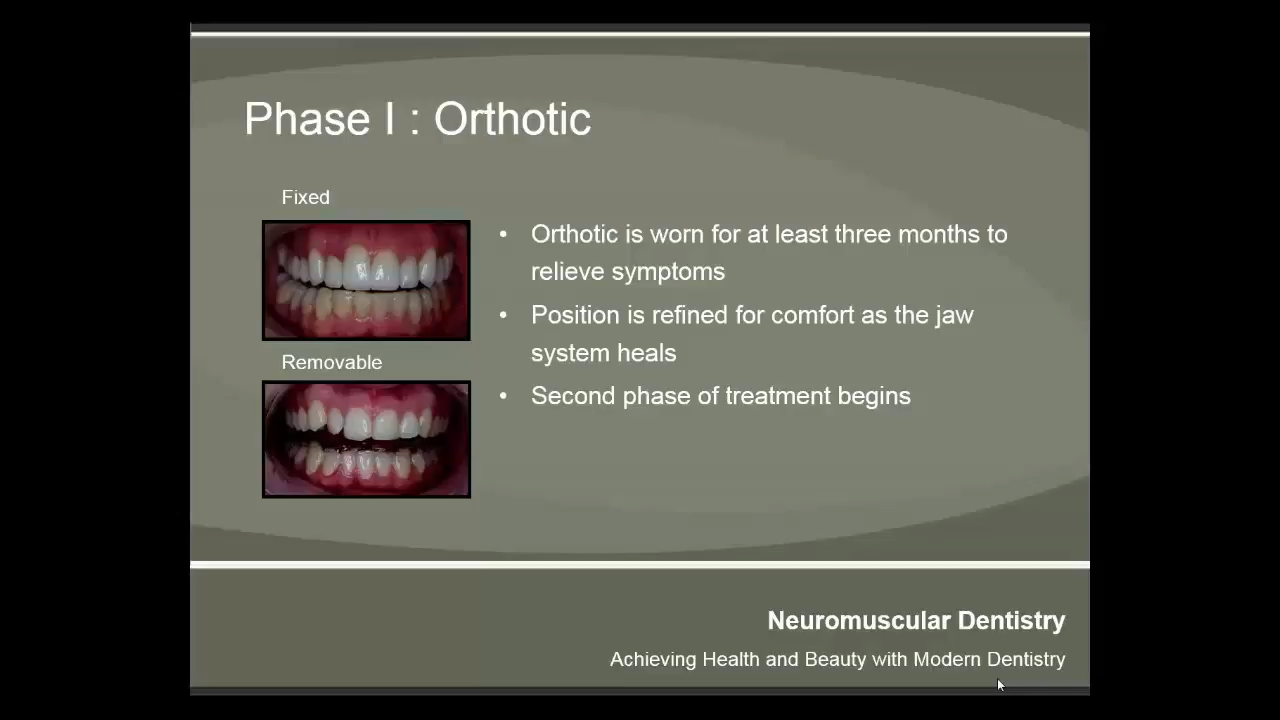 Phase I : Orthotic
Fixed
Removable
• Orthotic is worn for at least three months to
relieve symptoms
• Position is refined for comfort as the jaw
system heals
• Second phase of treatment begins
Neuromuscular Dentistry
Achieving Health and Beauty with Modern Dentistry